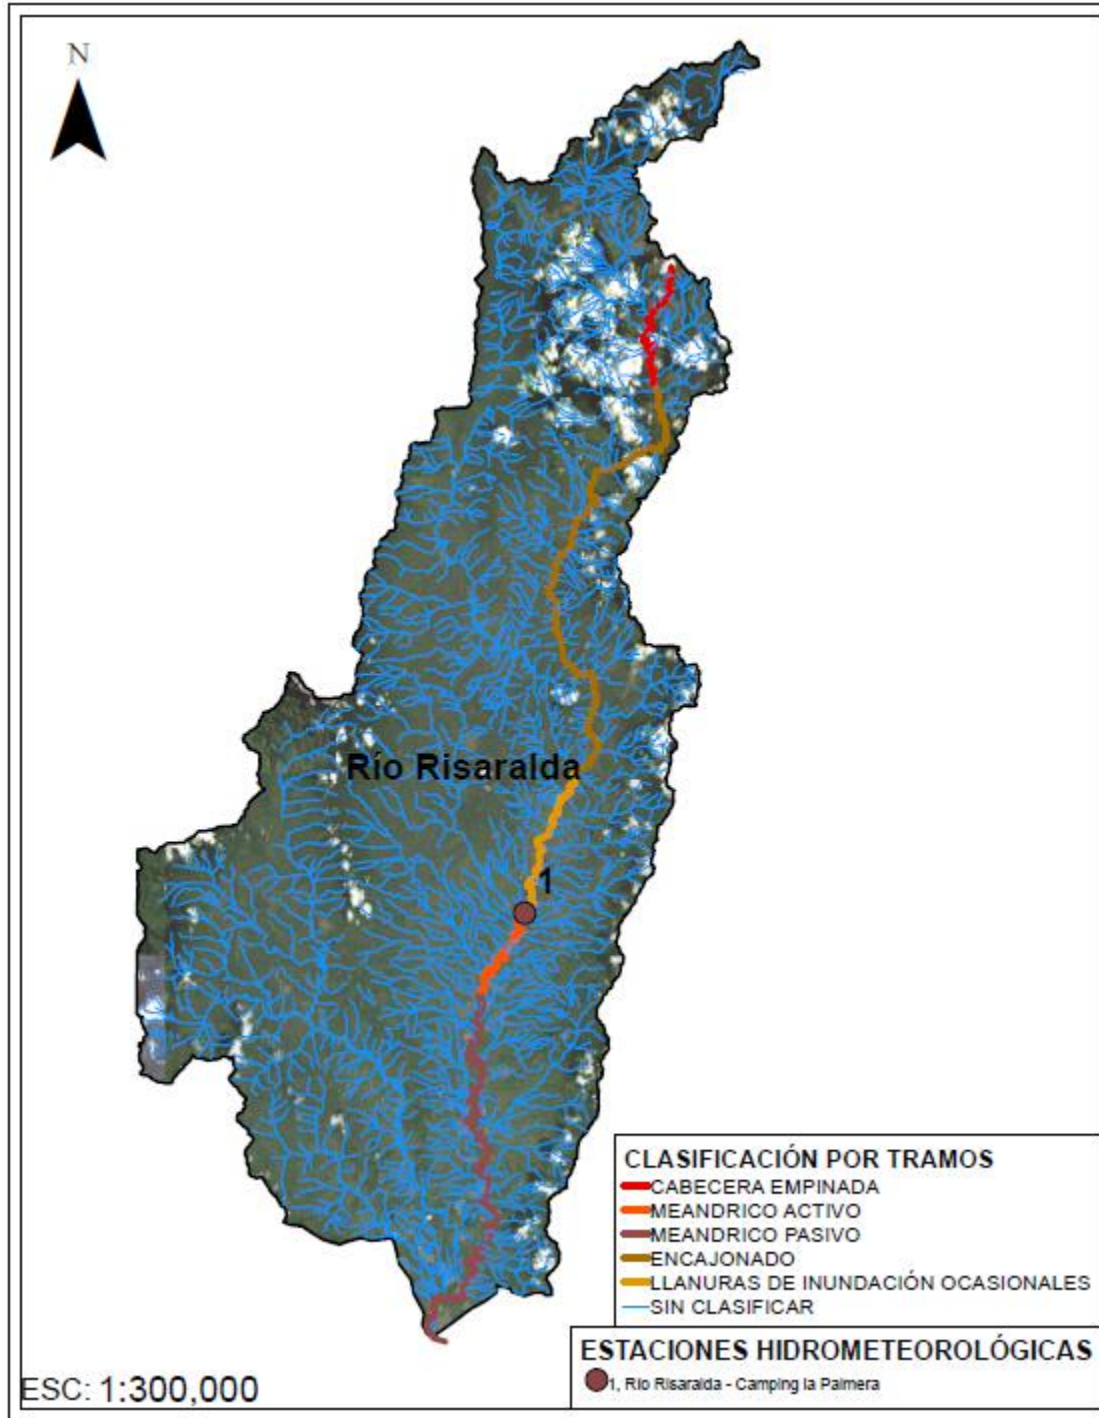 N
Río Risaralda
1
CLASIFICACIÓN POR TRAMOS
CABECERA EMPINADA
MEANDRICO ACTIVO
MEANDRICO PASIVO
ENCAJONADO
LLANURAS DE INUNDACIÓN OCASIONALES
SIN CLASIFICAR
ESTACIONES HIDROMETEOROLÓGICAS
1, Río Risaralda - Camping la Palmera
ESC: 1:300,000